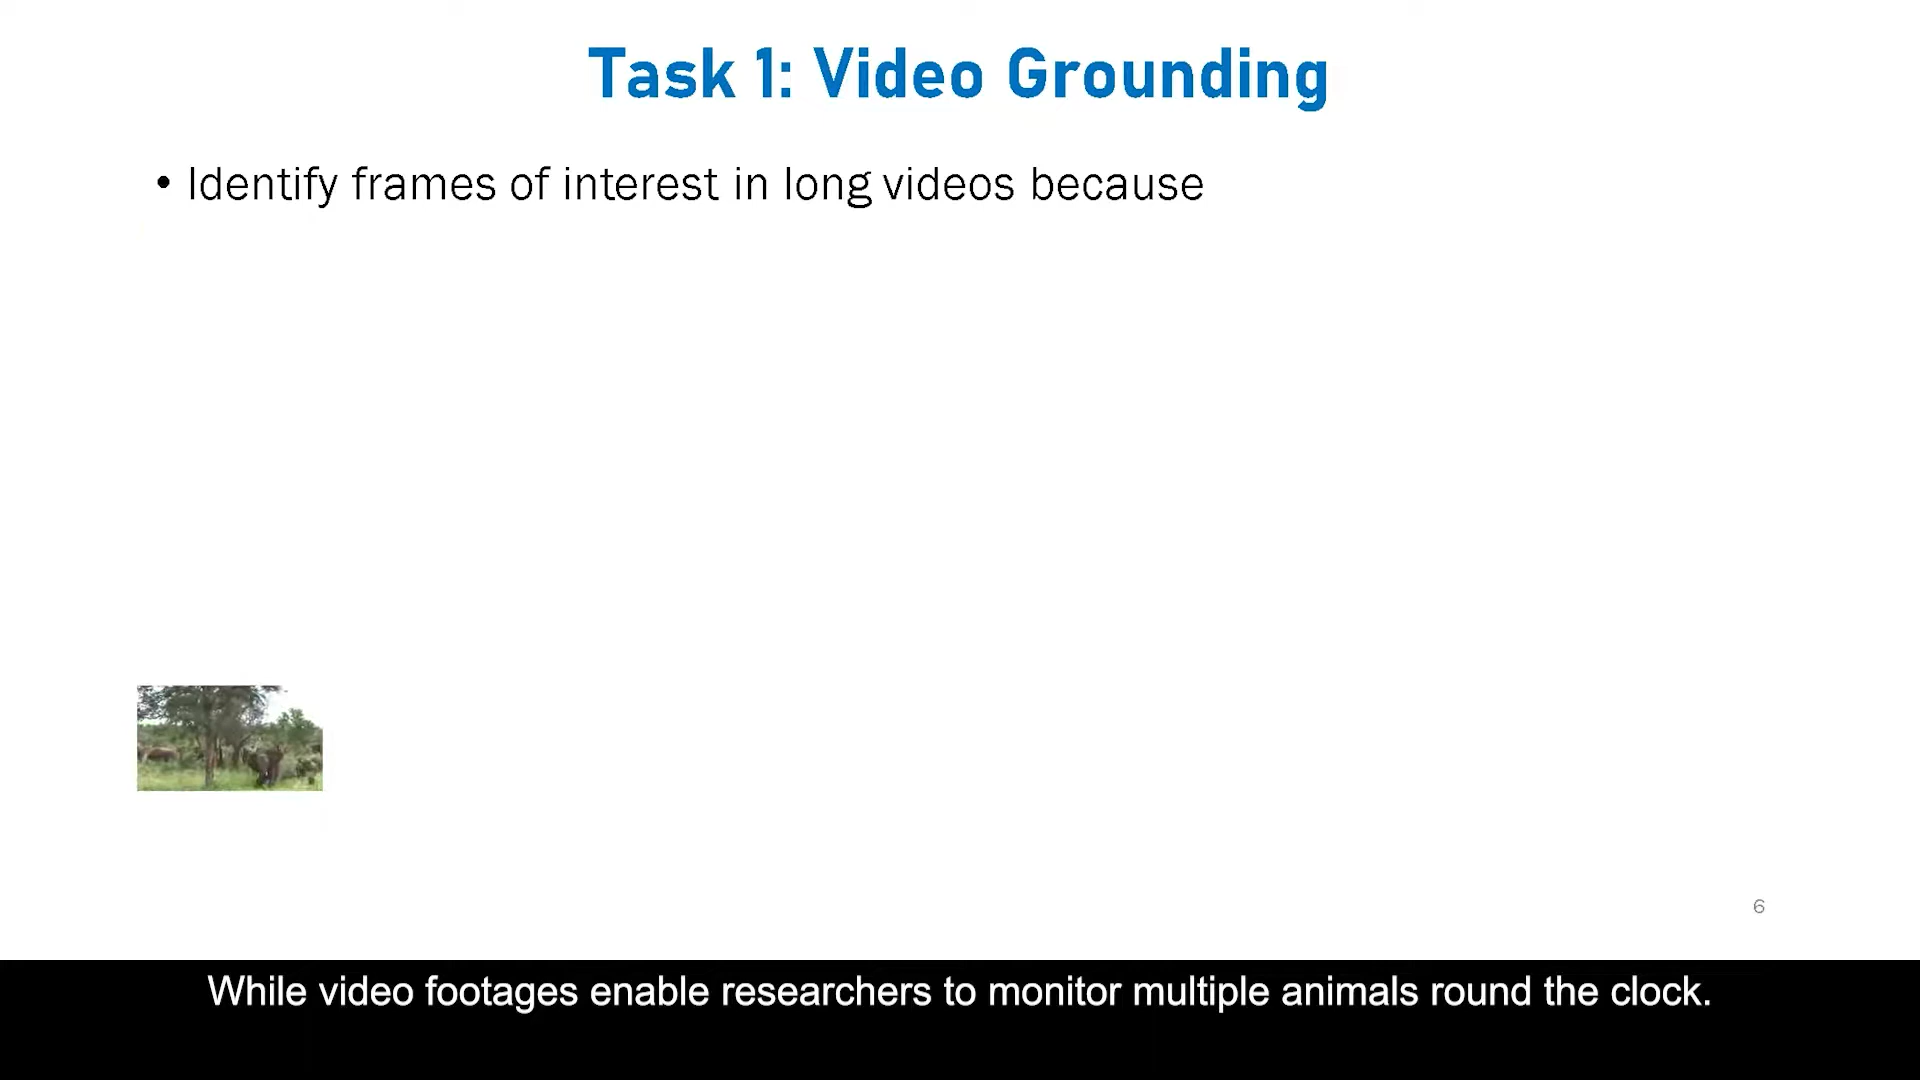 Task 1: Video Grounding
• Identify frames of interest in long videos because
6
While video footages enable researchers to monitor multiple animals round the clock.